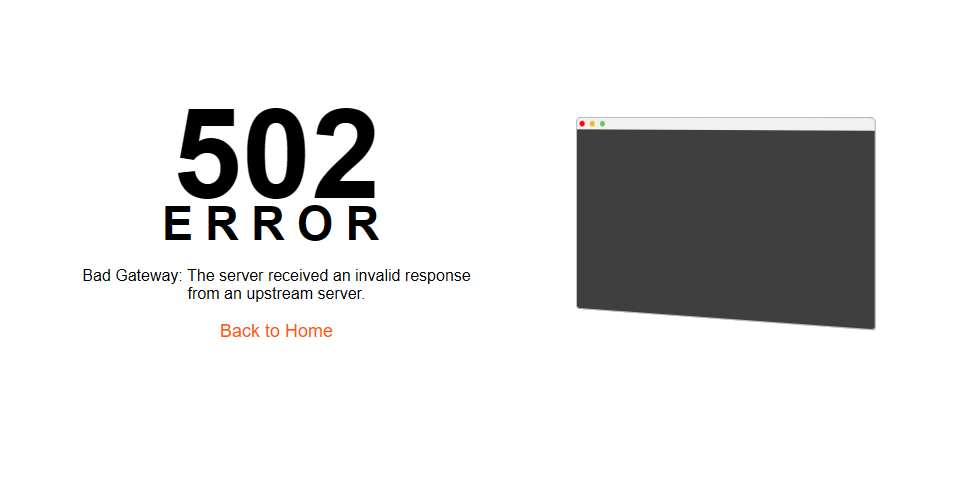 502
ERROR
Bad Gateway: The server received an invalid response
from an upstream server.
Back to Home